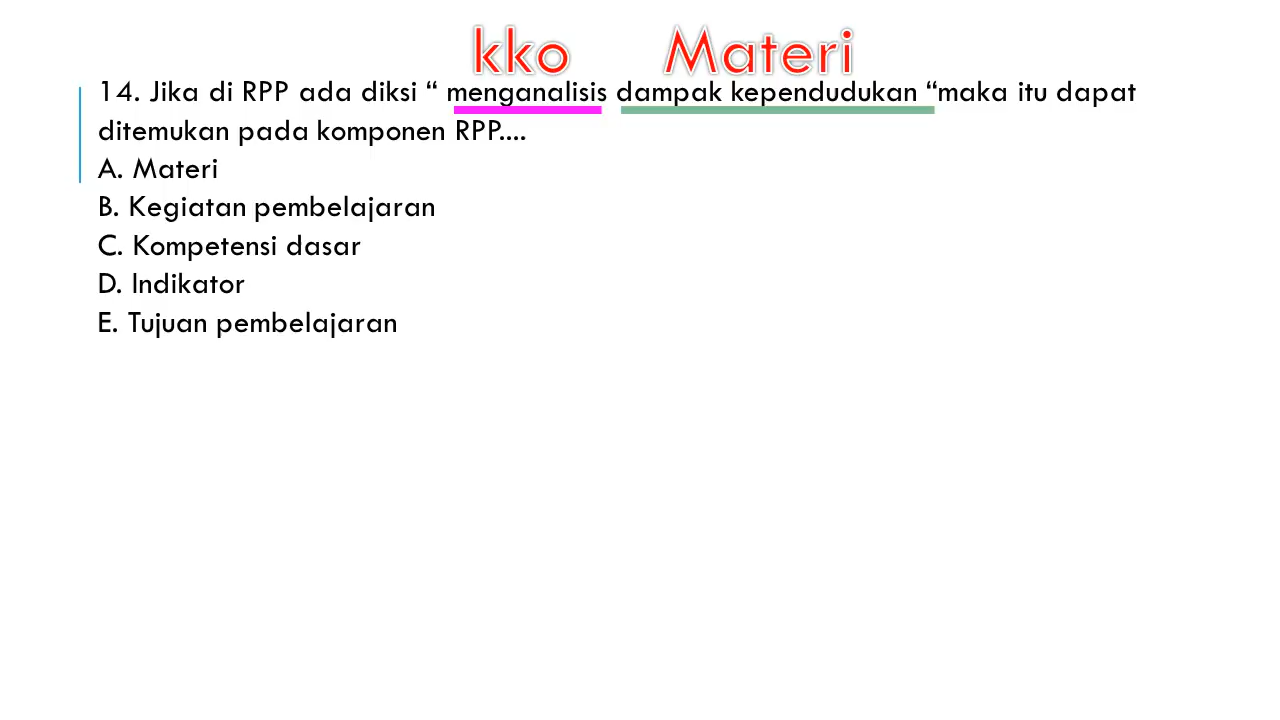 kko Materi
14. Jika di RPP ada diksi “ menganalisis dampak kependudukan “maka itu dapat
ditemukan pada komponen RPP....
A. Materi
B. Kegiatan pembelajaran
C. Kompetensi dasar
D. Indikator
E. Tujuan pembelajaran